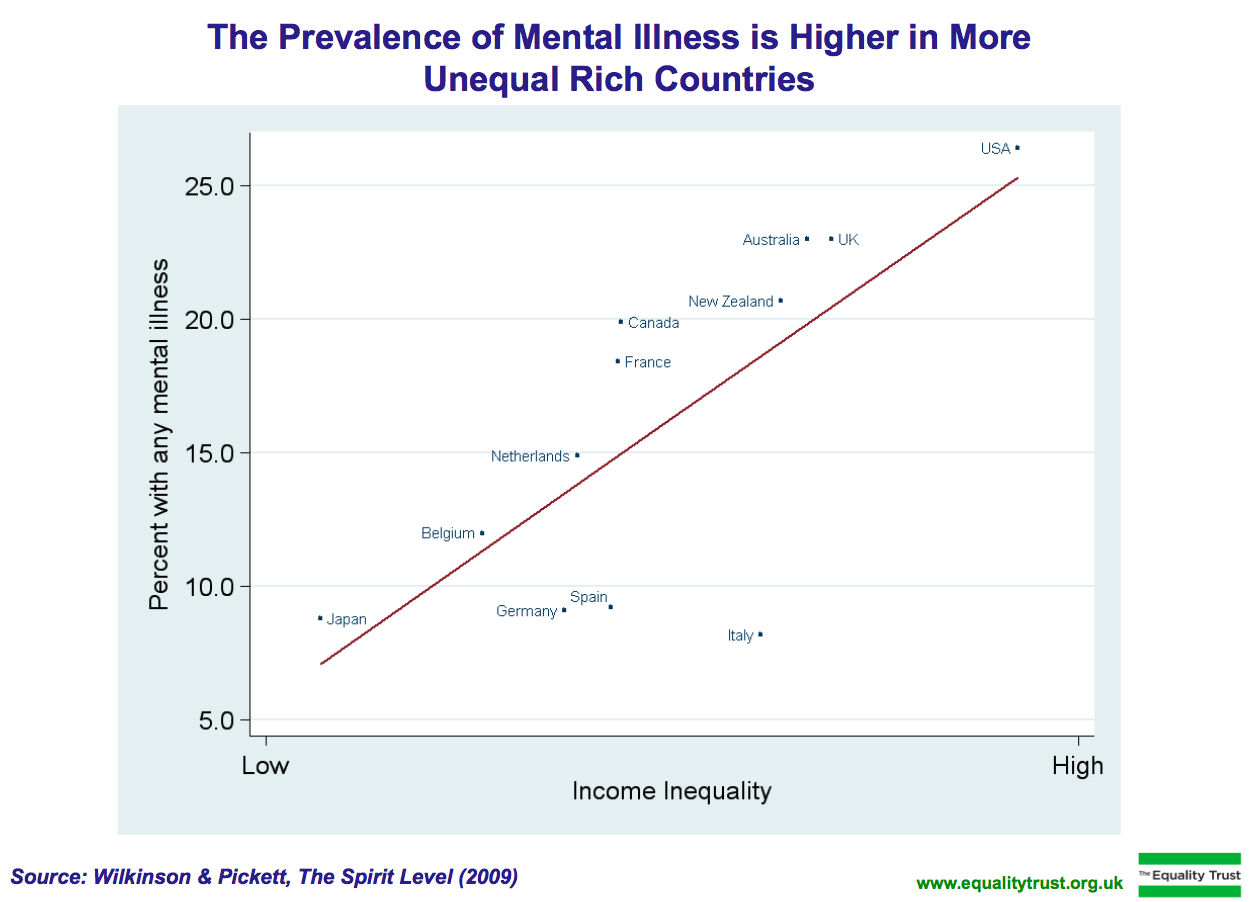 The Prevalence of Mental Illness is Higher in More
Unequal Rich Countries
Percent with any mental illness
25.0
20.0
15.0
10.0
5.0
USA
Australia
UK
New Zealand
Canada
France
Netherlands
Belgium
Spain
Germany
Japan
Italy
Low
High
Income Inequality
Source: Wilkinson & Pickett, The Spirit Level (2009)
www.equalitytrust.org.uk
The Equality Trust